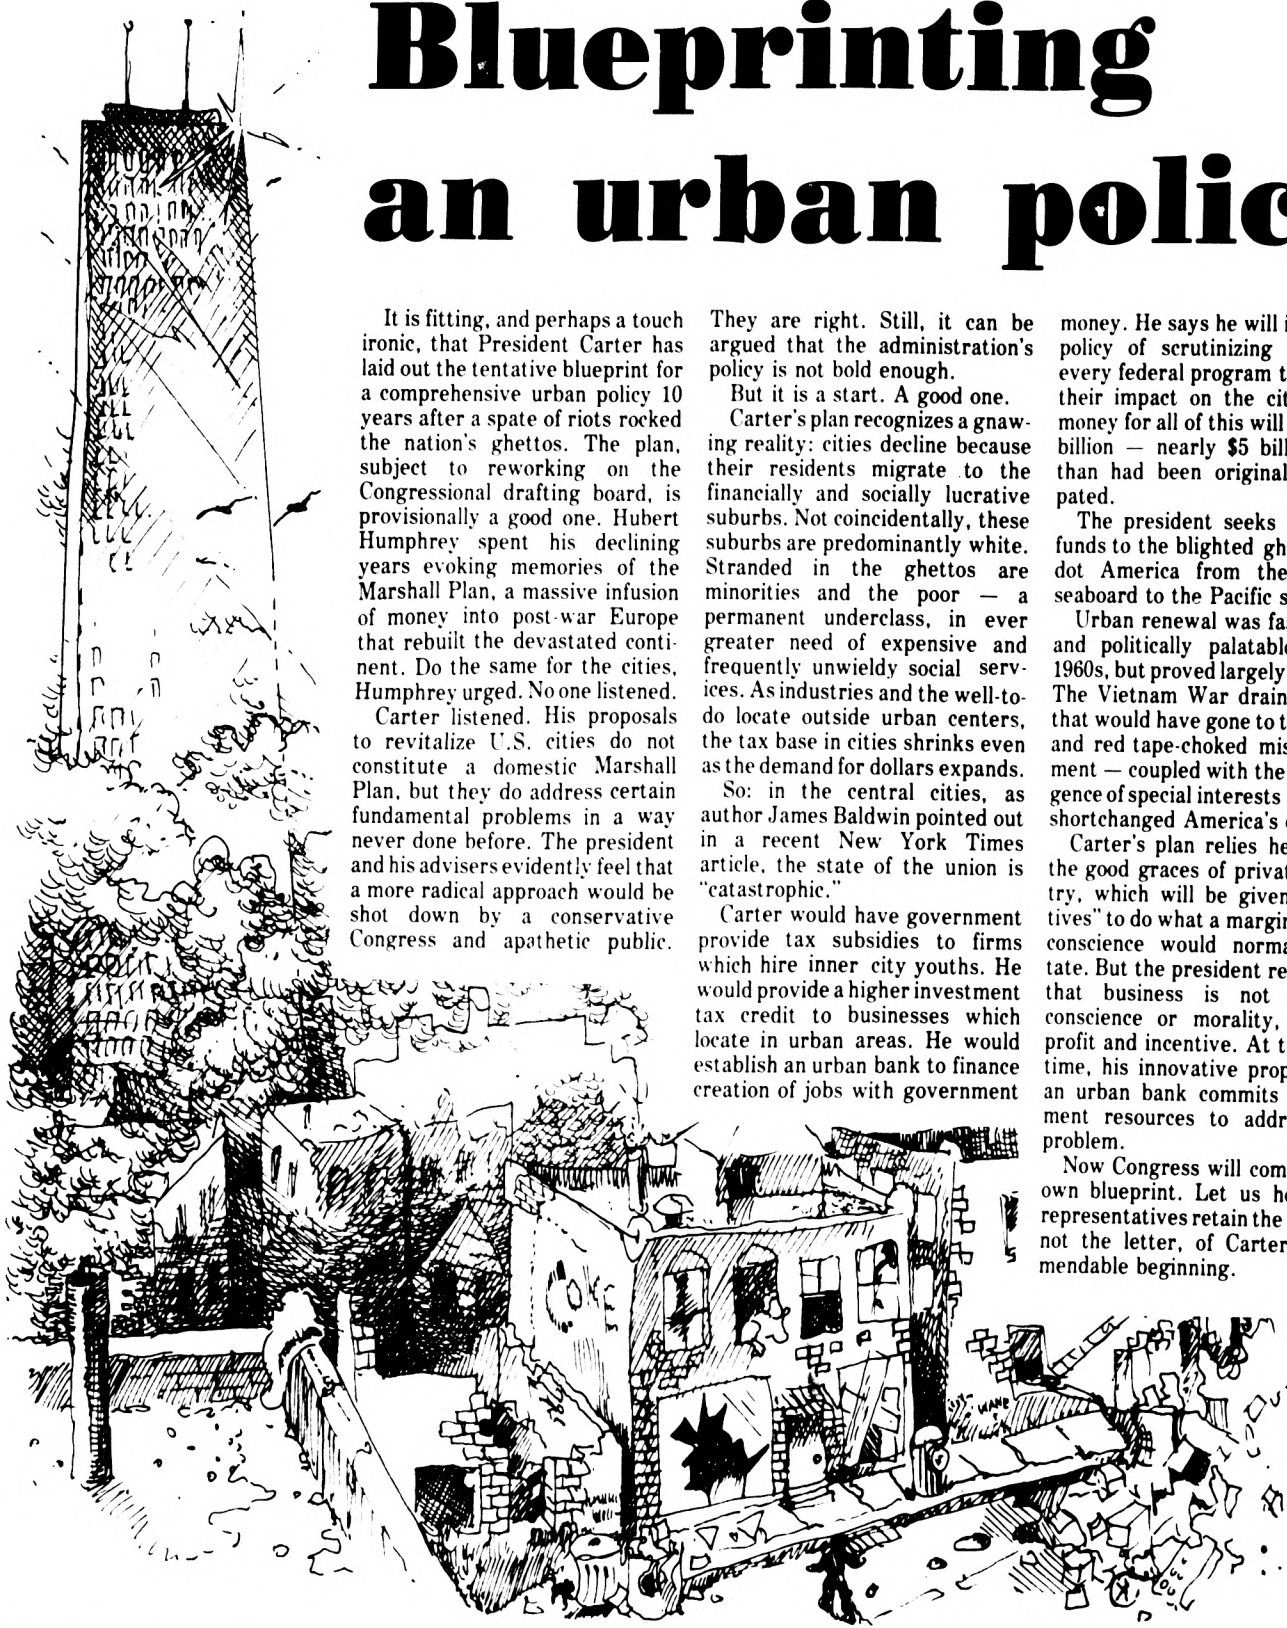 Blueprinting
an urban polic
It is fitting, and perhaps a touch
ironic, that President Carter has
laid out the tentative blueprint for
a comprehensive urban policy 10
years after a spate of riots rocked
the nation's ghettos. The plan,
subject to reworking on the
Congressional drafting board, is
provisionally a good one. Hubert
Humphrey spent his declining
years evoking memories of the
Marshall Plan, a massive infusion
of money into post-war Europe
that rebuilt the devastated conti-
nent. Do the same for the cities,
Humphrey urged. No one listened.
Carter listened. His proposals
to revitalize U.S. cities do not
constitute a domestic Marshall
Plan, but they do address certain
fundamental problems in a way
never done before. The president
and his advisers evidently feel that
a more radical approach would be
shot down by a conservative
Congress and apathetic public.
They are right. Still, it can be
argued that the administration's
policy is not bold enough.
But it is a start. A good one.
Carter's plan recognizes a gnaw-
ing reality: cities decline because
their residents migrate to the
financially and socially lucrative
suburbs. Not coincidentally, these
suburbs are predominantly white.
Stranded in the ghettos are
minorities and the poor — a
permanent underclass, in ever
greater need of expensive and
frequently unwieldy social serv-
ices. As industries and the well-to-
do locate outside urban centers,
the tax base in cities shrinks even
as the demand for dollars expands.
So: in the central cities, as
author James Baldwin pointed out
in a recent New York Times
article, the state of the union is
"catastrophic."
Carter would have government
provide tax subsidies to firms
which hire inner city youths. He
would provide a higher investment
tax credit to businesses which
locate in urban areas. He would
establish an urban bank to finance
creation of jobs with government
money. He says he will i
policy of scrutinizing
every federal program t
their impact on the cit
money for all of this will
billion — nearly $5 bill
than had been original
pated.
The president seeks
funds to the blighted gh
dot America from the
seaboard to the Pacific s
Urban renewal was fa
and politically palatabl
1960s, but proved largely
The Vietnam War drain
that would have gone to t
and red tape-choked mis
ment — coupled with the
gence of special interests
shortchanged America's
Carter's plan relies he
the good graces of privat
try, which will be given
tives" to do what a margin
conscience would norma
tate. But the president re
that business is not
conscience or morality,
profit and incentive. At t
time, his innovative prop
an urban bank commits
ment resources to addr
problem.
Now Congress will com
own blueprint. Let us h
representatives retain the
not the letter, of Carter
mendable beginning.